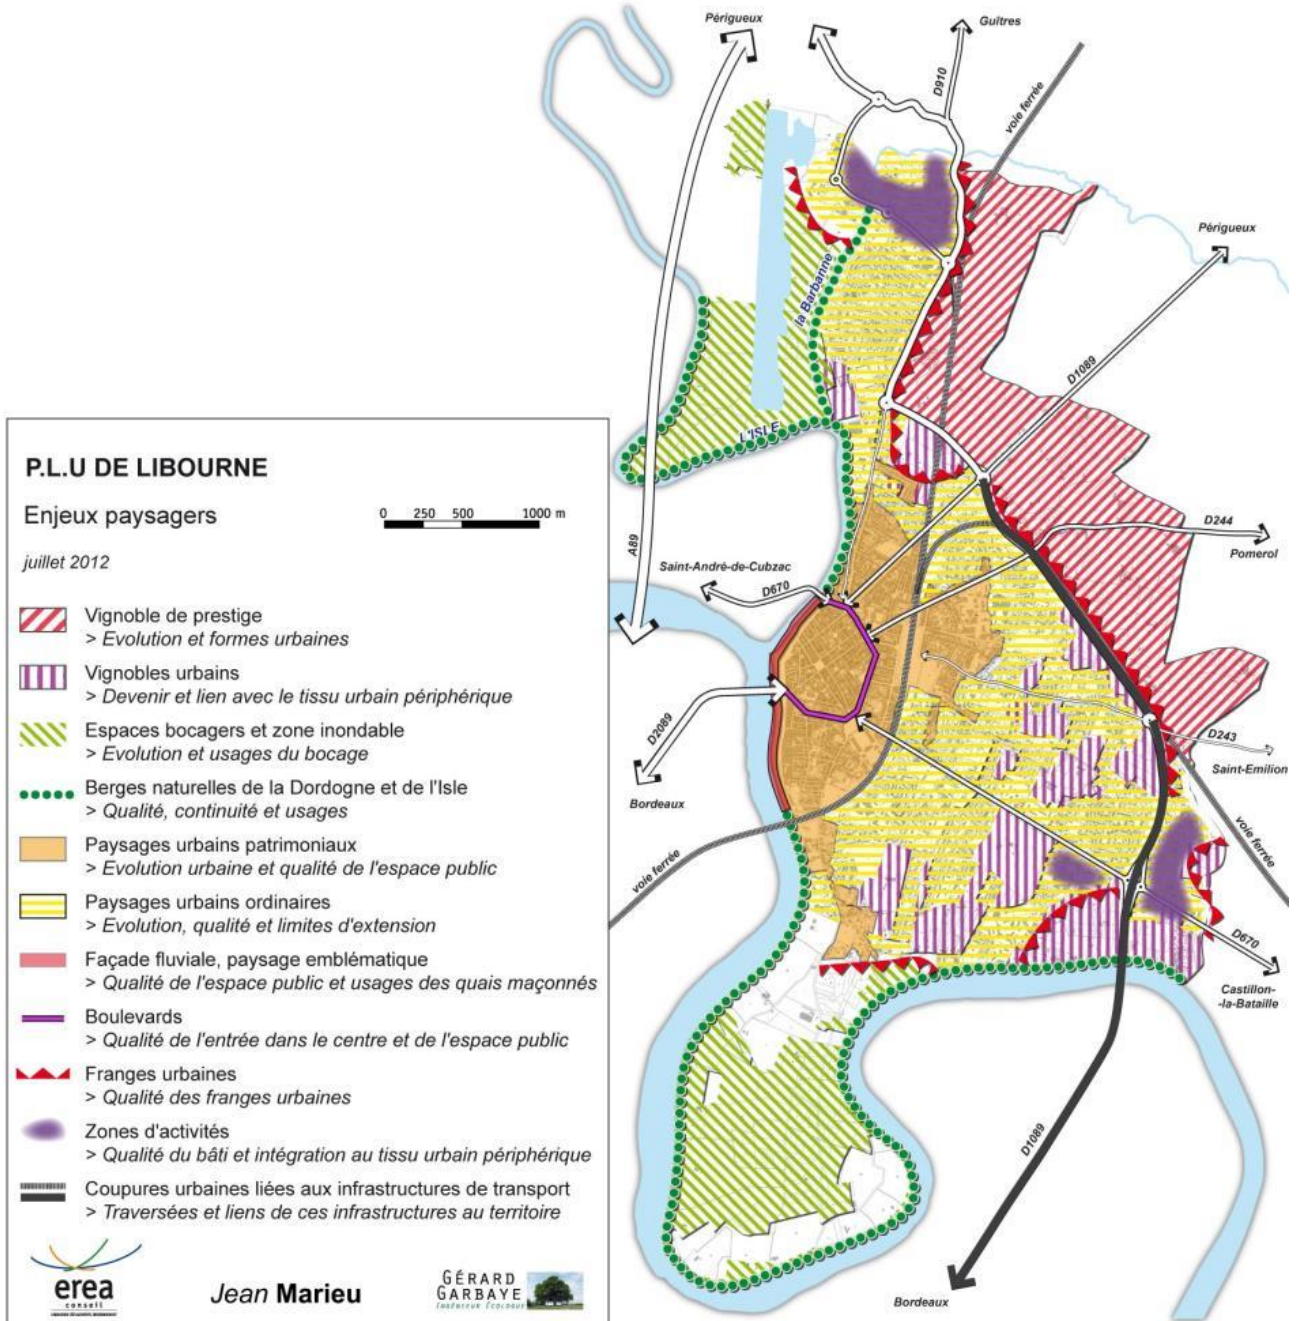 P.L.U DE LIBOURNE
Enjeux paysagers
0 250 500 1000 m
juillet 2012
Vignoble de prestige
> Evolution et formes urbaines
Vignobles urbains
> Devenir et lien avec le tissu urbain périphérique
Espaces bocagers et zone inondable
> Evolution et usages du bocage
Berges naturelles de la Dordogne et de l'Isle
> Qualité, continuité et usages
Paysages urbains patrimoniaux
> Evolution urbaine et qualité de l'espace public
Paysages urbains ordinaires
> Evolution, qualité et limites d'extension
Façade fluviale, paysage emblématique
> Qualité de l'espace public et usages des quais maçonnés
Boulevards
> Qualité de l'entrée dans le centre et de l'espace public
Franges urbaines
> Qualité des franges urbaines
Zones d'activités
> Qualité du bâti et intégration au tissu urbain périphérique
Coupures urbaines liées aux infrastructures de transport
> Traversées et liens de ces infrastructures au territoire
erea
conseil
Jean Marieu
GÉRARD
GARBAYE
INGÉNIEUR ÉCOLOGUE
Périgueux
Guîtres
D910
voie ferrée
Périgueux
la Barbanne
D1089
L'ISLE
A89
D244
Pomerol
Saint-André-de-Cubzac
D670
D2089
Bordeaux
D243
Saint-Emilion
voie ferrée
voie ferrée
D670
Castillon-
-la-Bataille
D1089
Bordeaux